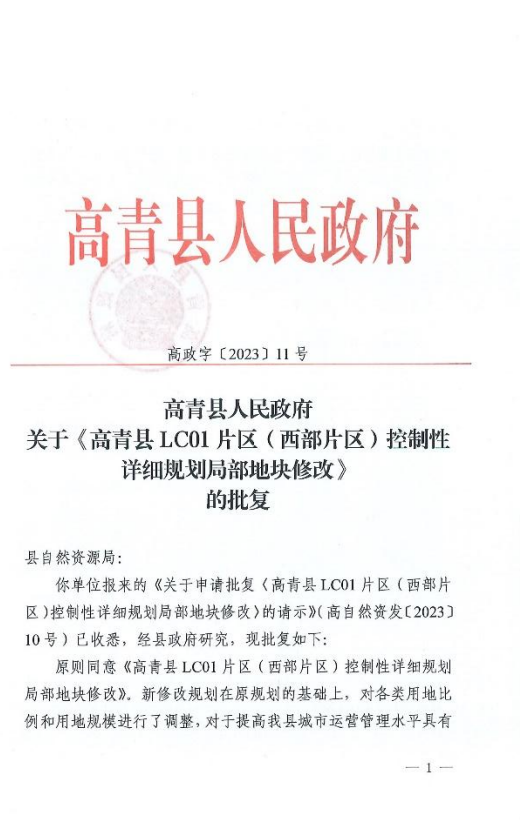 高青县人民政府
高政字〔2023〕11号
高青县人民政府
关于《高青县LC01片区（西部片区）控制性
详细规划局部地块修改》
的批复
县自然资源局：
你单位报来的《关于申请批复〈高青县LC01片区（西部片
区）控制性详细规划局部地块修改〉的请示》（高自然资发〔2023〕
10号）已收悉，经县政府研究，现批复如下：
原则同意《高青县LC01片区（西部片区）控制性详细规划
局部地块修改》。新修改规划在原规划的基础上，对各类用地比
例和用地规模进行了调整，对于提高我县城市运营管理水平具有
— 1 —